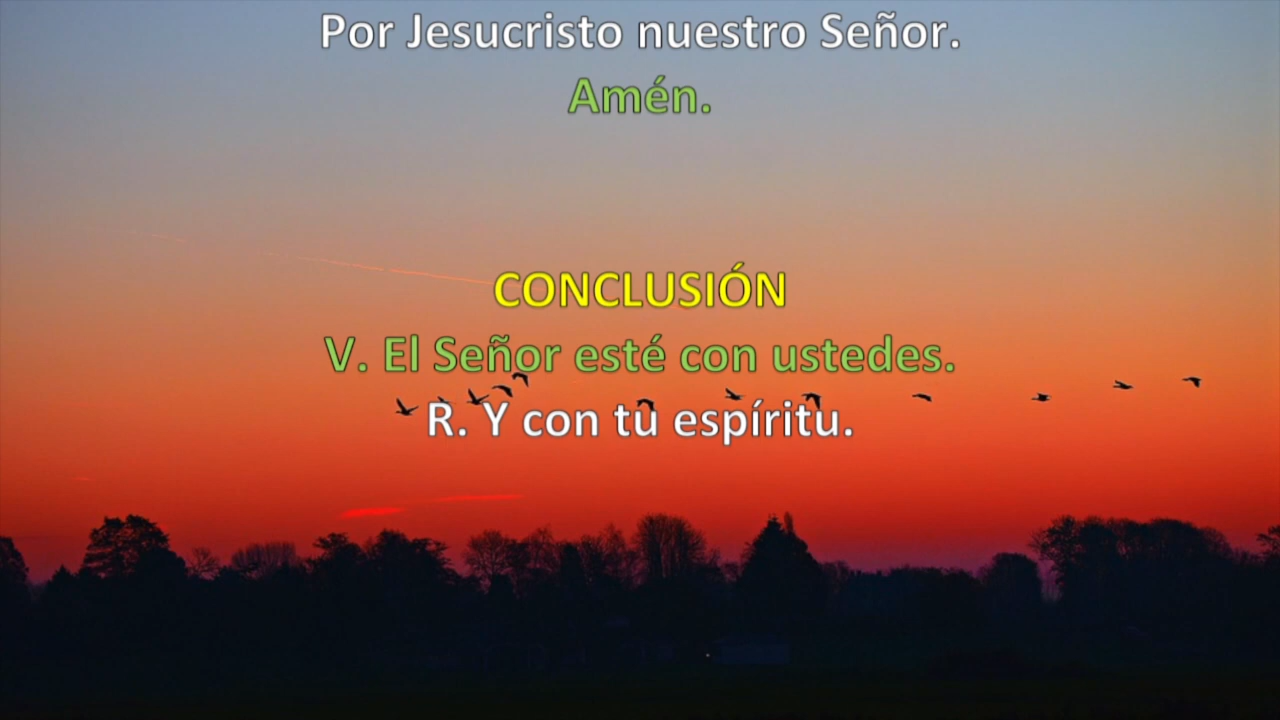 Por Jesucristo nuestro Señor.
Amén.
CONCLUSIÓN
V. El Señor esté con ustedes.
R. Y con tu espíritu.